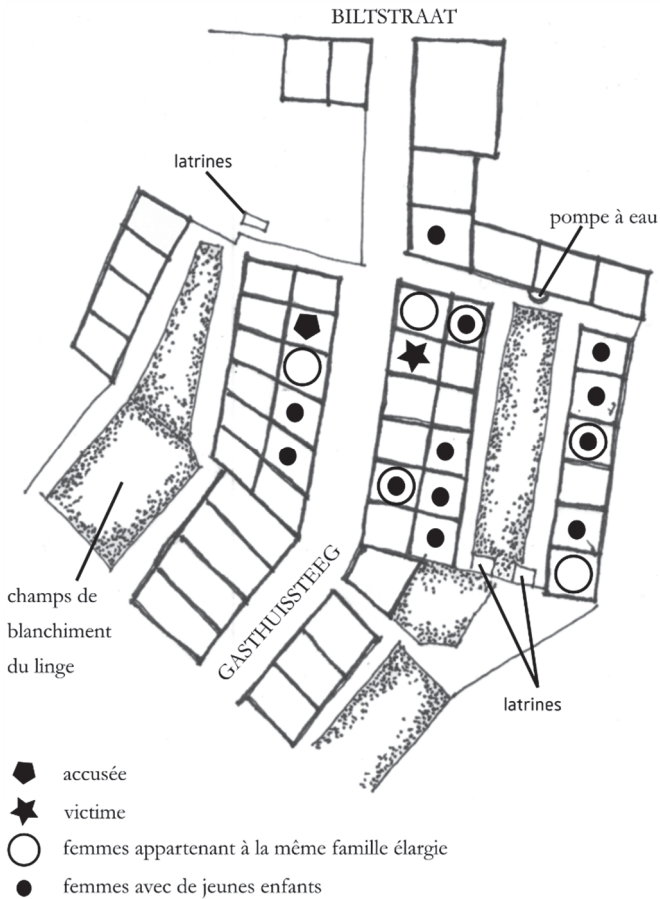 BILTSTRAAT
latrines
pompe à eau
champs de
blanchiment
du linge
GASTHUISSTEEG
latrines
accusée
victime
femmes appartenant à la même famille élargie
femmes avec de jeunes enfants